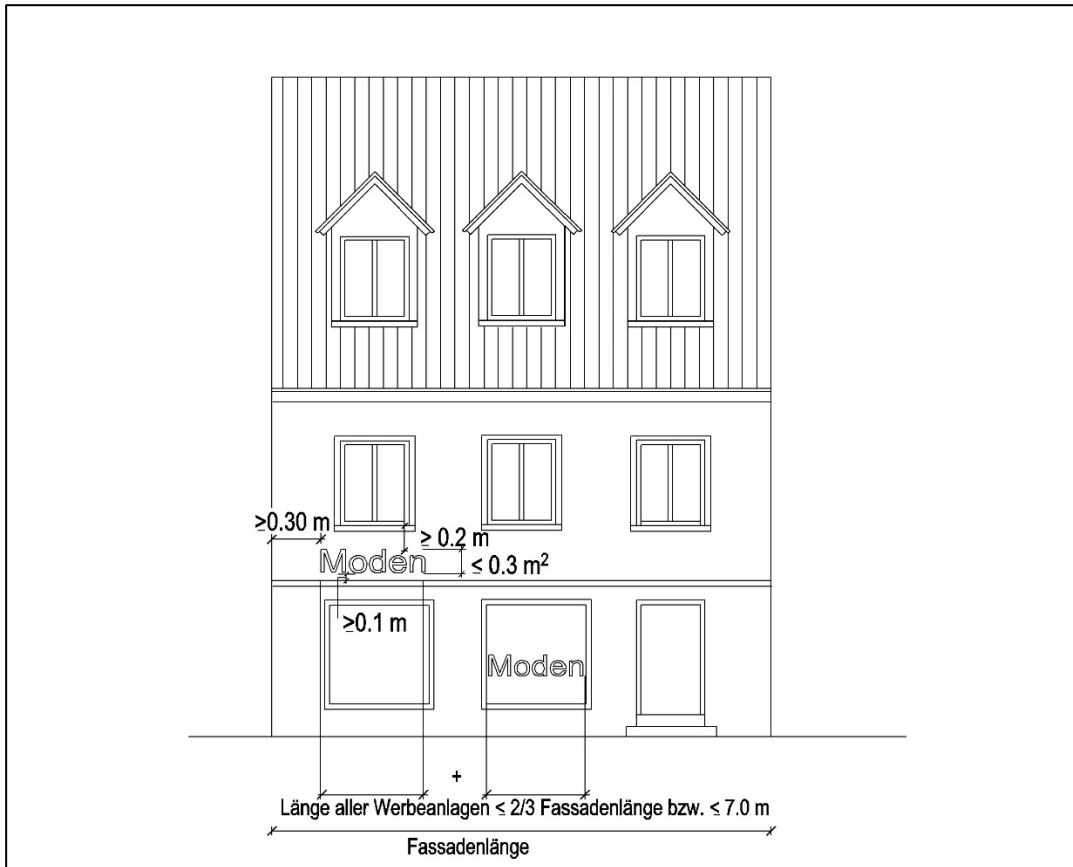 ≥0.30 m
≥ 0.2 m
Moden
≤ 0.3 m²
≥0.1 m
Moden
+
Länge aller Werbeanlagen ≤ 2/3 Fassadenlänge bzw. ≤ 7.0 m
Fassadenlänge